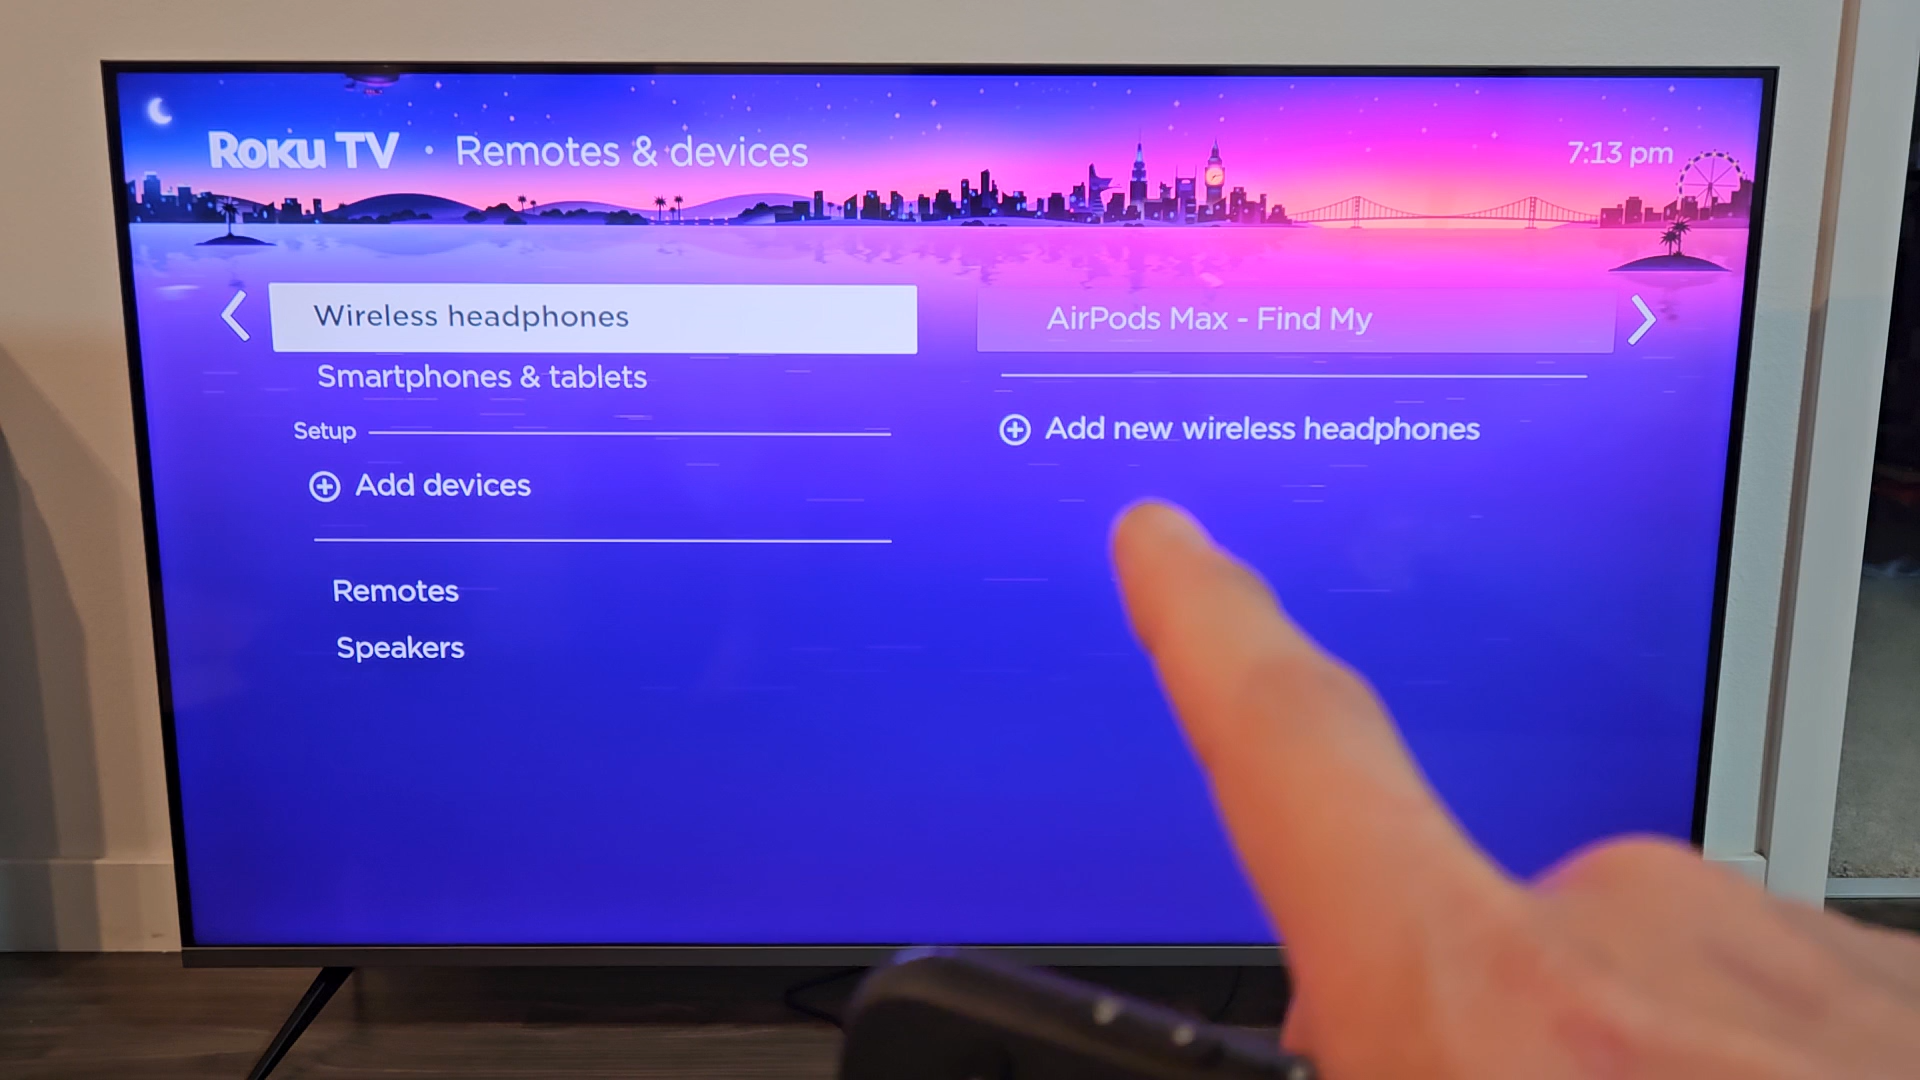 Roku TV • Remotes & devices
7:13 pm
Wireless headphones
Smartphones & tablets
Setup
Add devices
Remotes
Speakers
AirPods Max - Find My
Add new wireless headphones